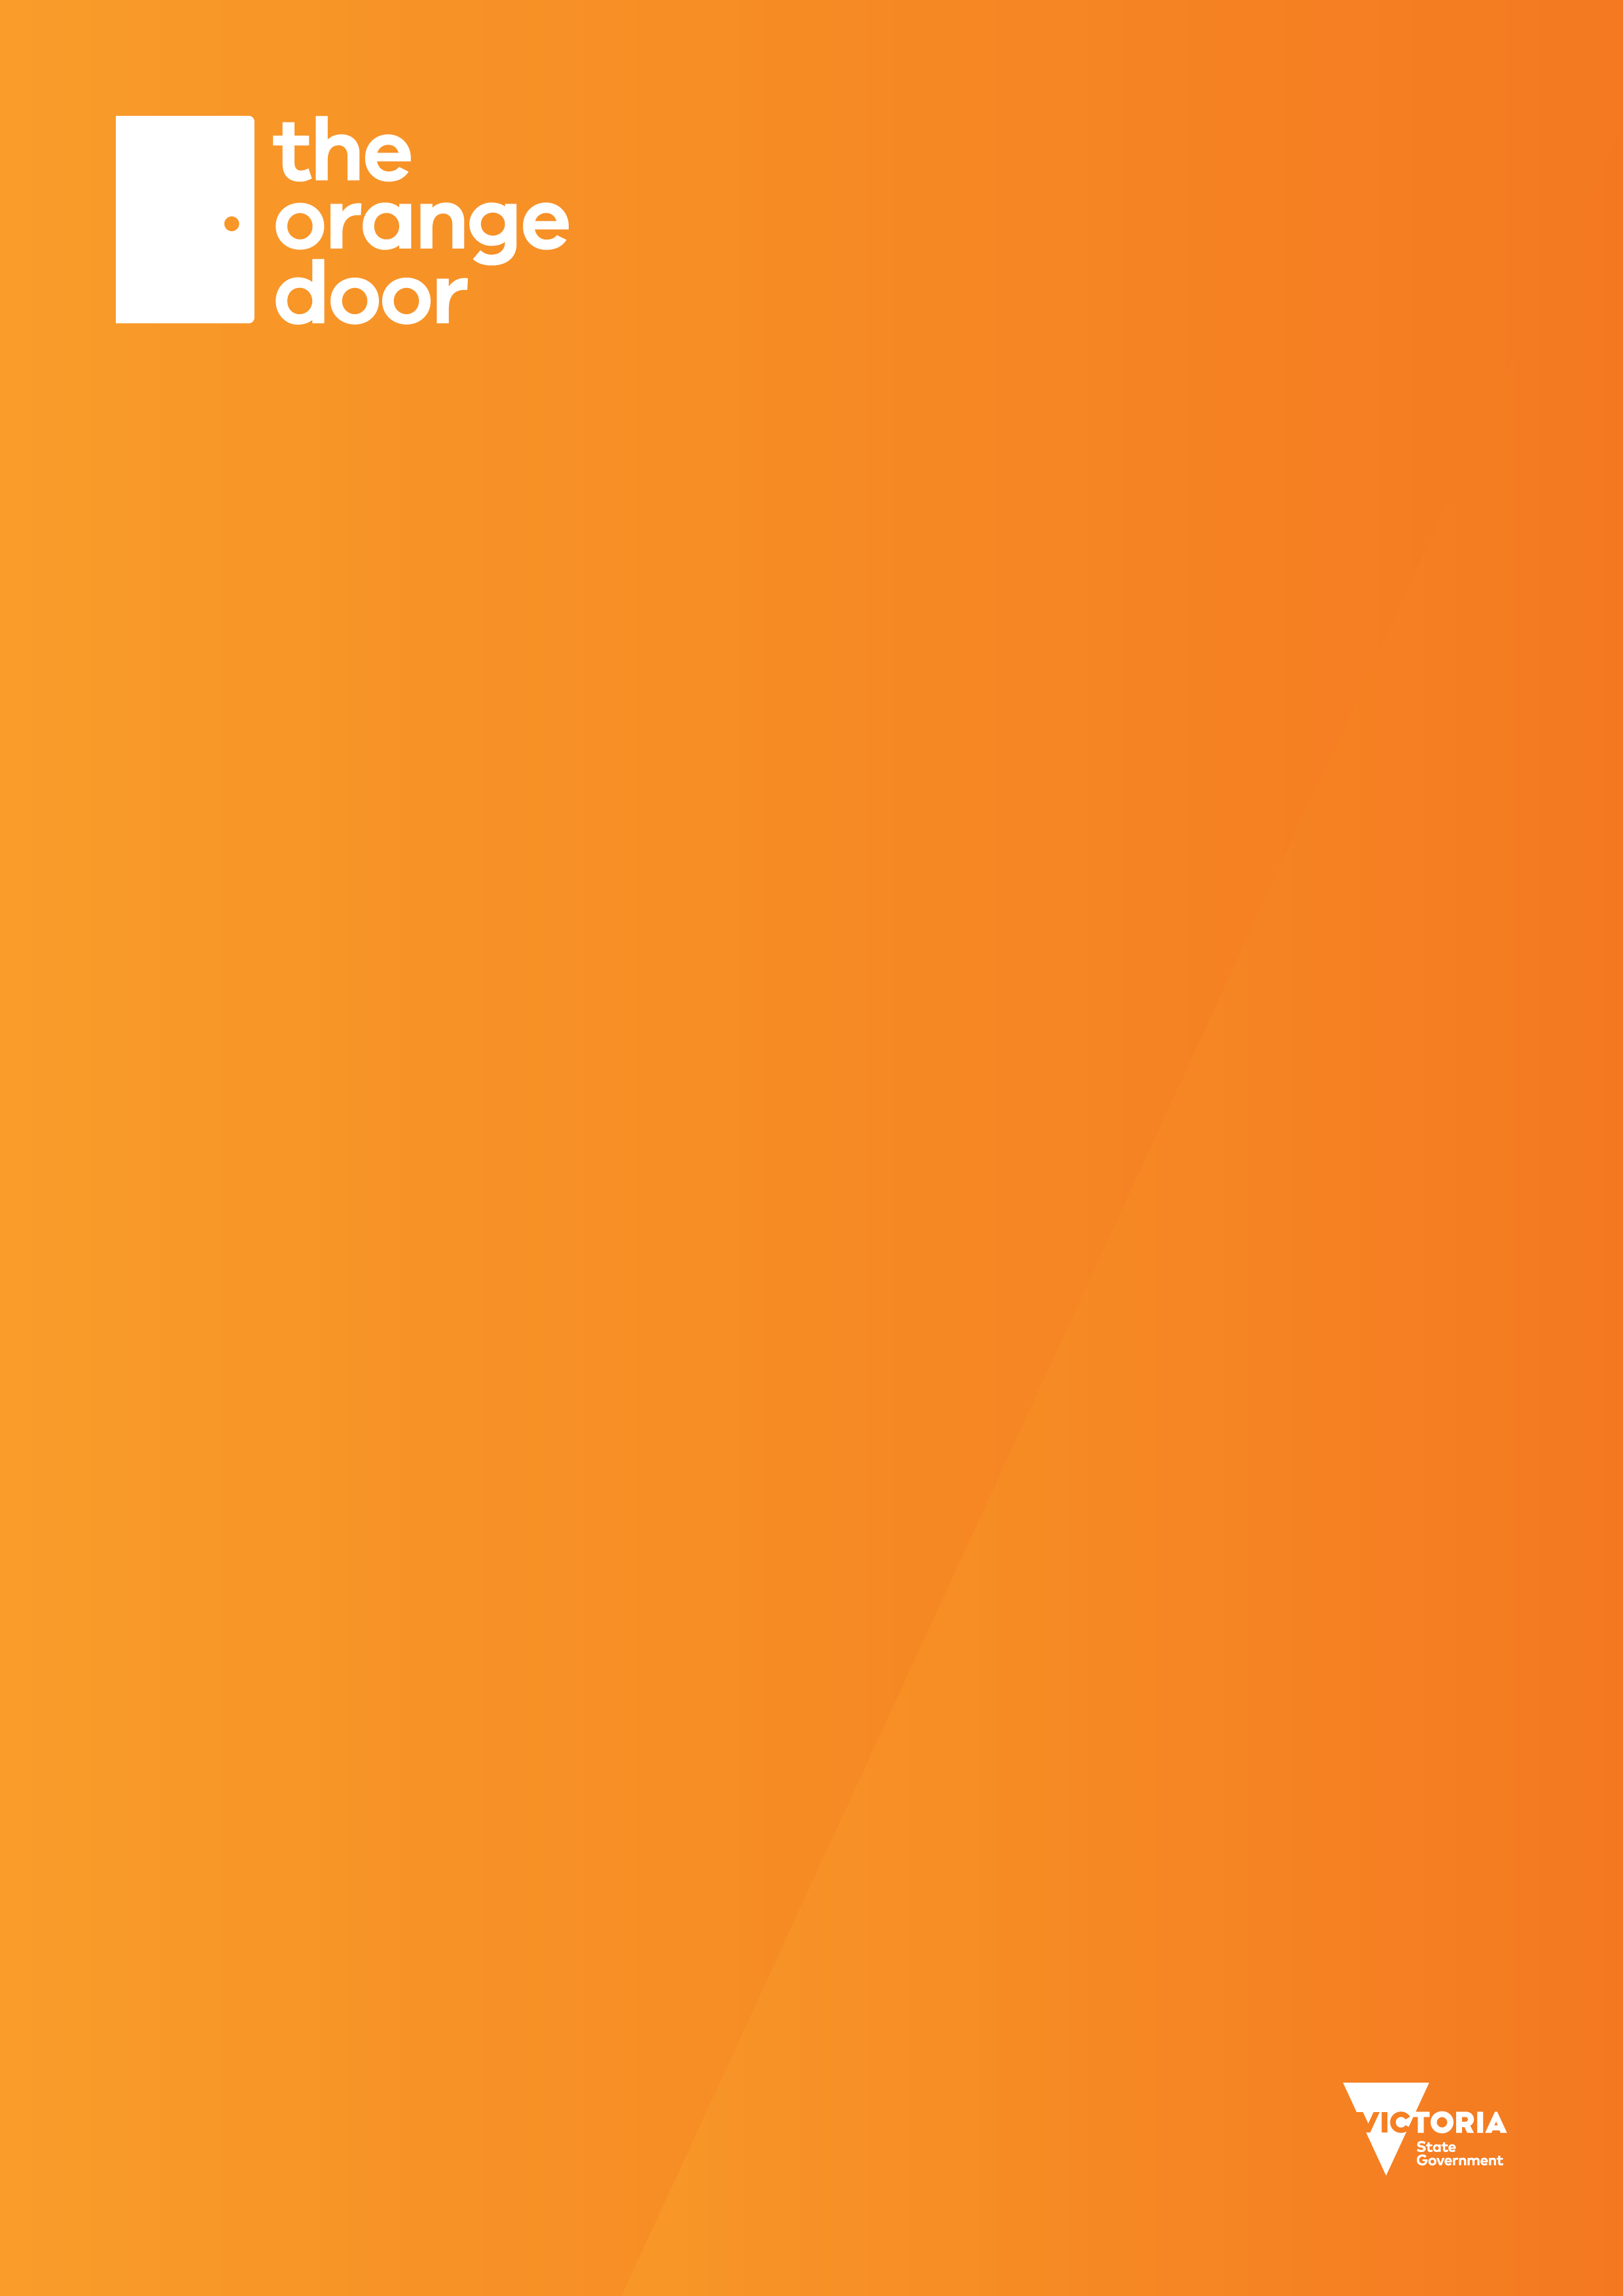 the
orange
door
VICTORIA
State
Government